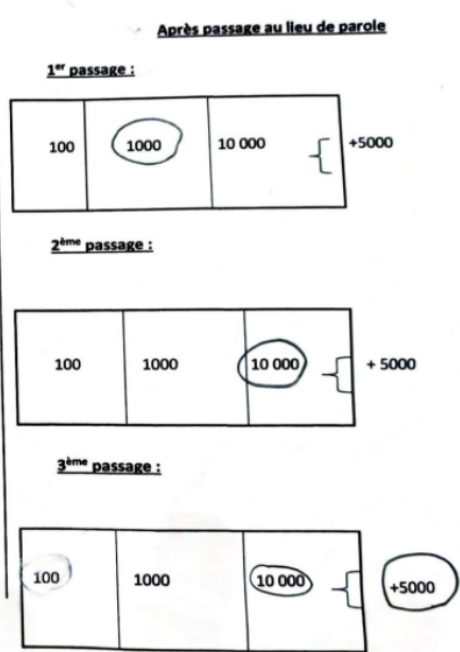 Après passage au lieu de parole
1er passage :
100 1000 10 000 +5000
2ème passage :
100 1000 10 000 + 5000
3ème passage :
100 1000 10 000 +5000